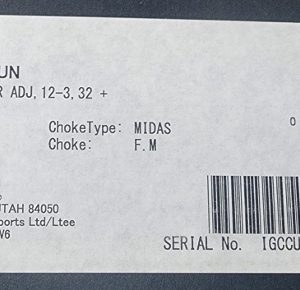 UN
R ADJ,12-3,32 +
ChokeType: MIDAS
0
Choke: F.M
UTAH 84050
ports Ltd/Ltee
V6
SERIAL No. IGCCU